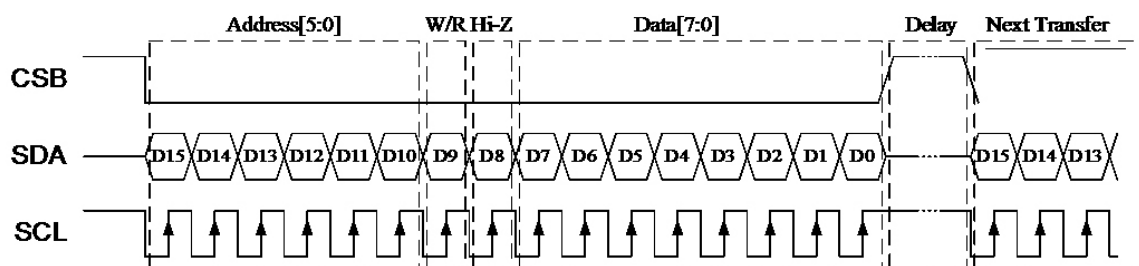 Address[5:0] W/R Hi-Z Data[7:0] Delay Next Transfer
CSB
SDA D15 D14 D13 D12 D11 D10 D9 D8 D7 D6 D5 D4 D3 D2 D1 D0 D15 D14 D13
SCL